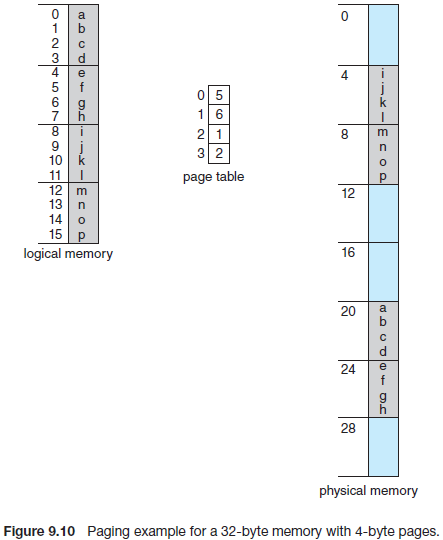 0 a
1 b
2 c
3 d
4 e
5 f
6 g
7 h
8 i
9 j
10 k
11 l
12 m
13 n
14 o
15 p
logical memory
0 5
1 6
2 1
3 2
page table
0
4 i
j
k
l
8 m
n
o
p
12
16
20 a
b
c
d
24 e
f
g
h
28
physical memory
Figure 9.10 Paging example for a 32-byte memory with 4-byte pages.